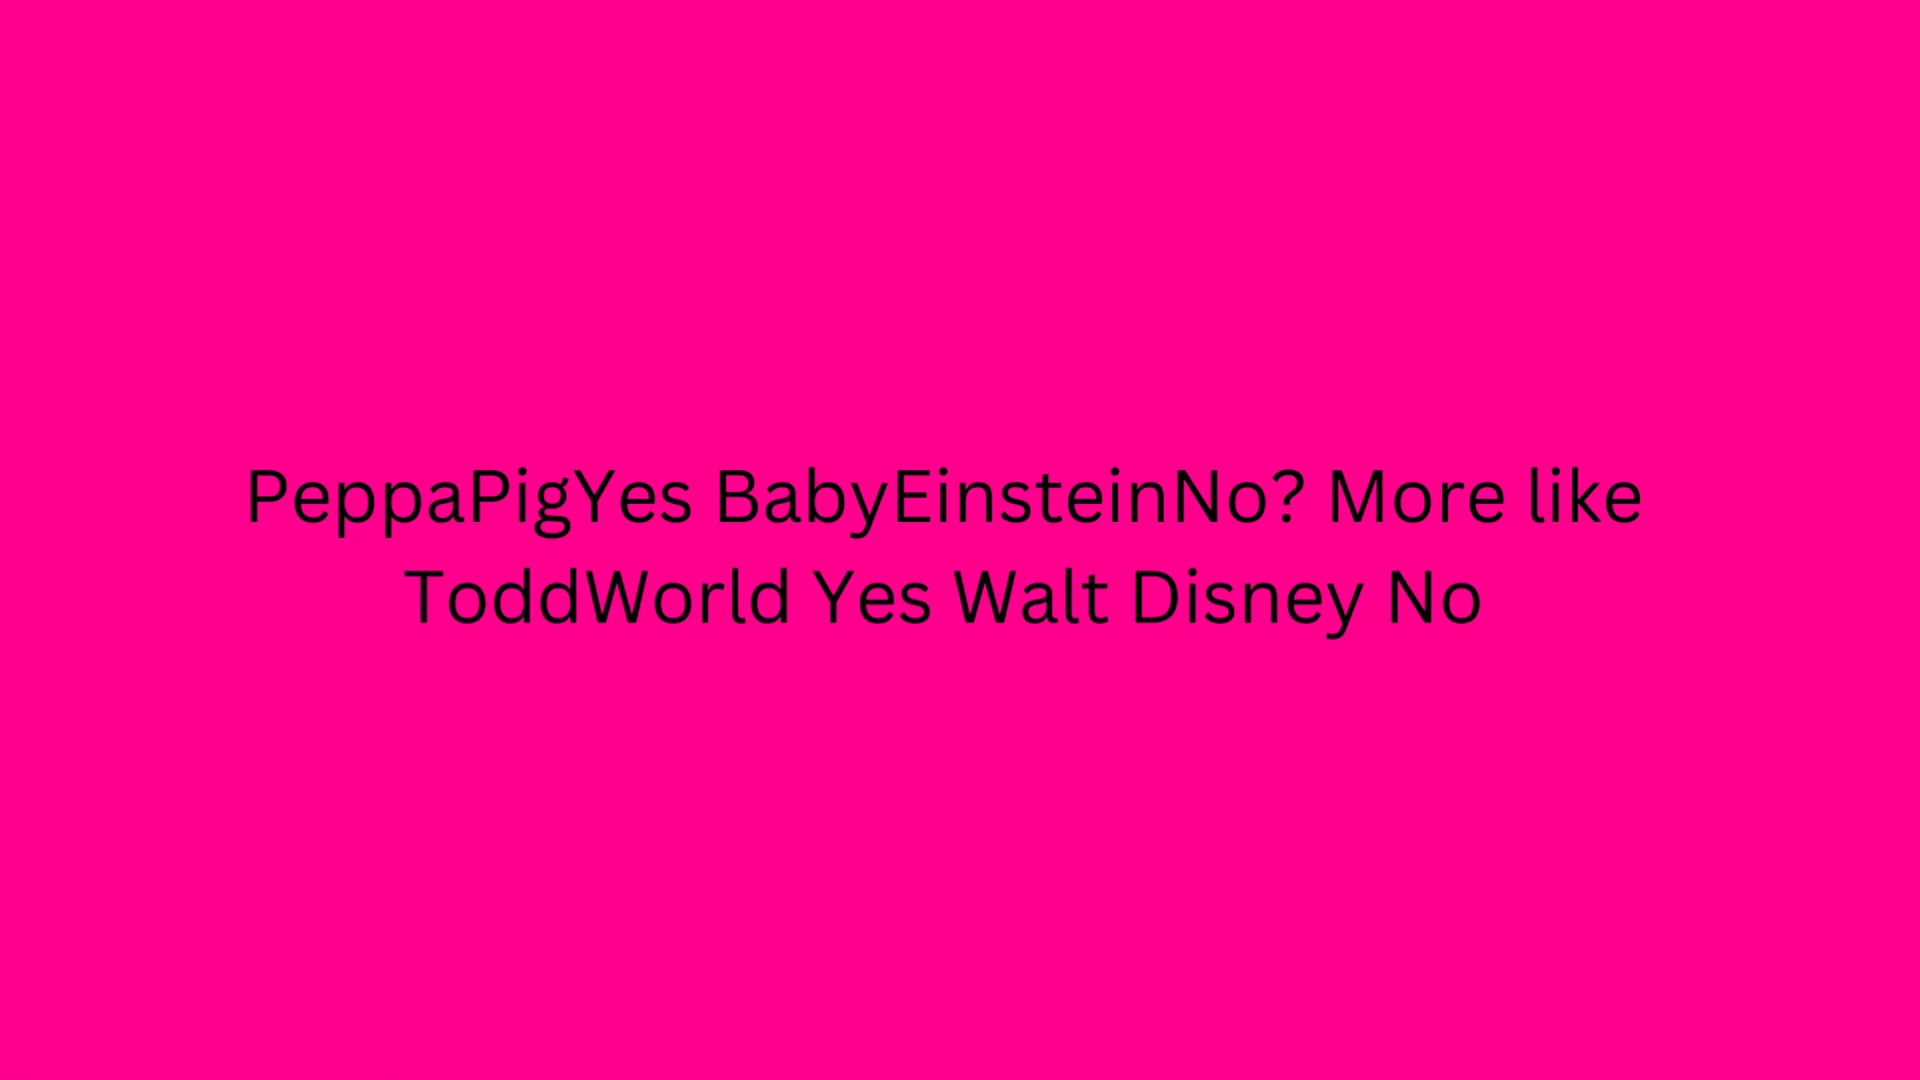 PeppaPigYes BabyEinsteinNo? More like
ToddWorld Yes Walt Disney No